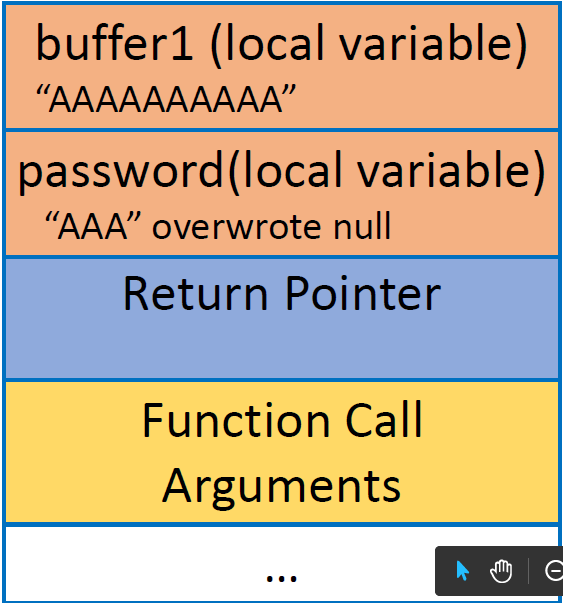 buffer1 (local variable)
“AAAAAAAAAA”
password(local variable)
“AAA” overwrote null
Return Pointer
Function Call
Arguments
...